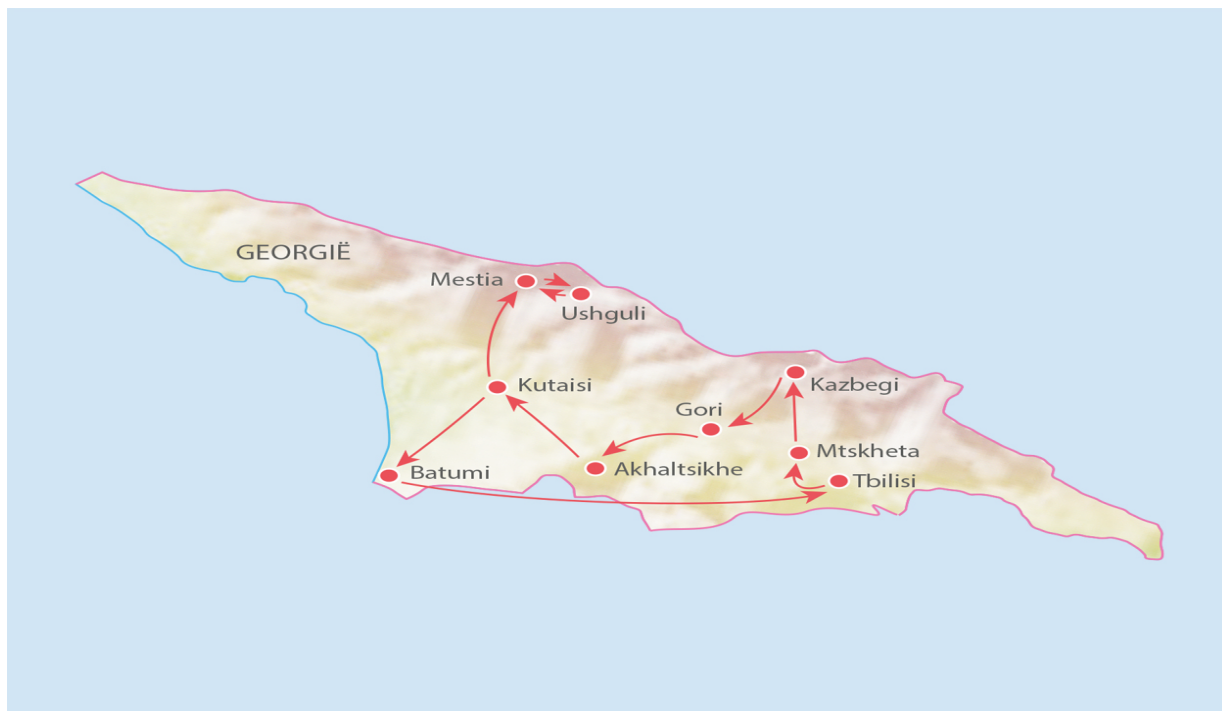 GEORGIË
Mestia
Ushguli
Kutaisi
Kazbegi
Gori
Mtskheta
Akhaltsikhe
Batumi
Tbilisi